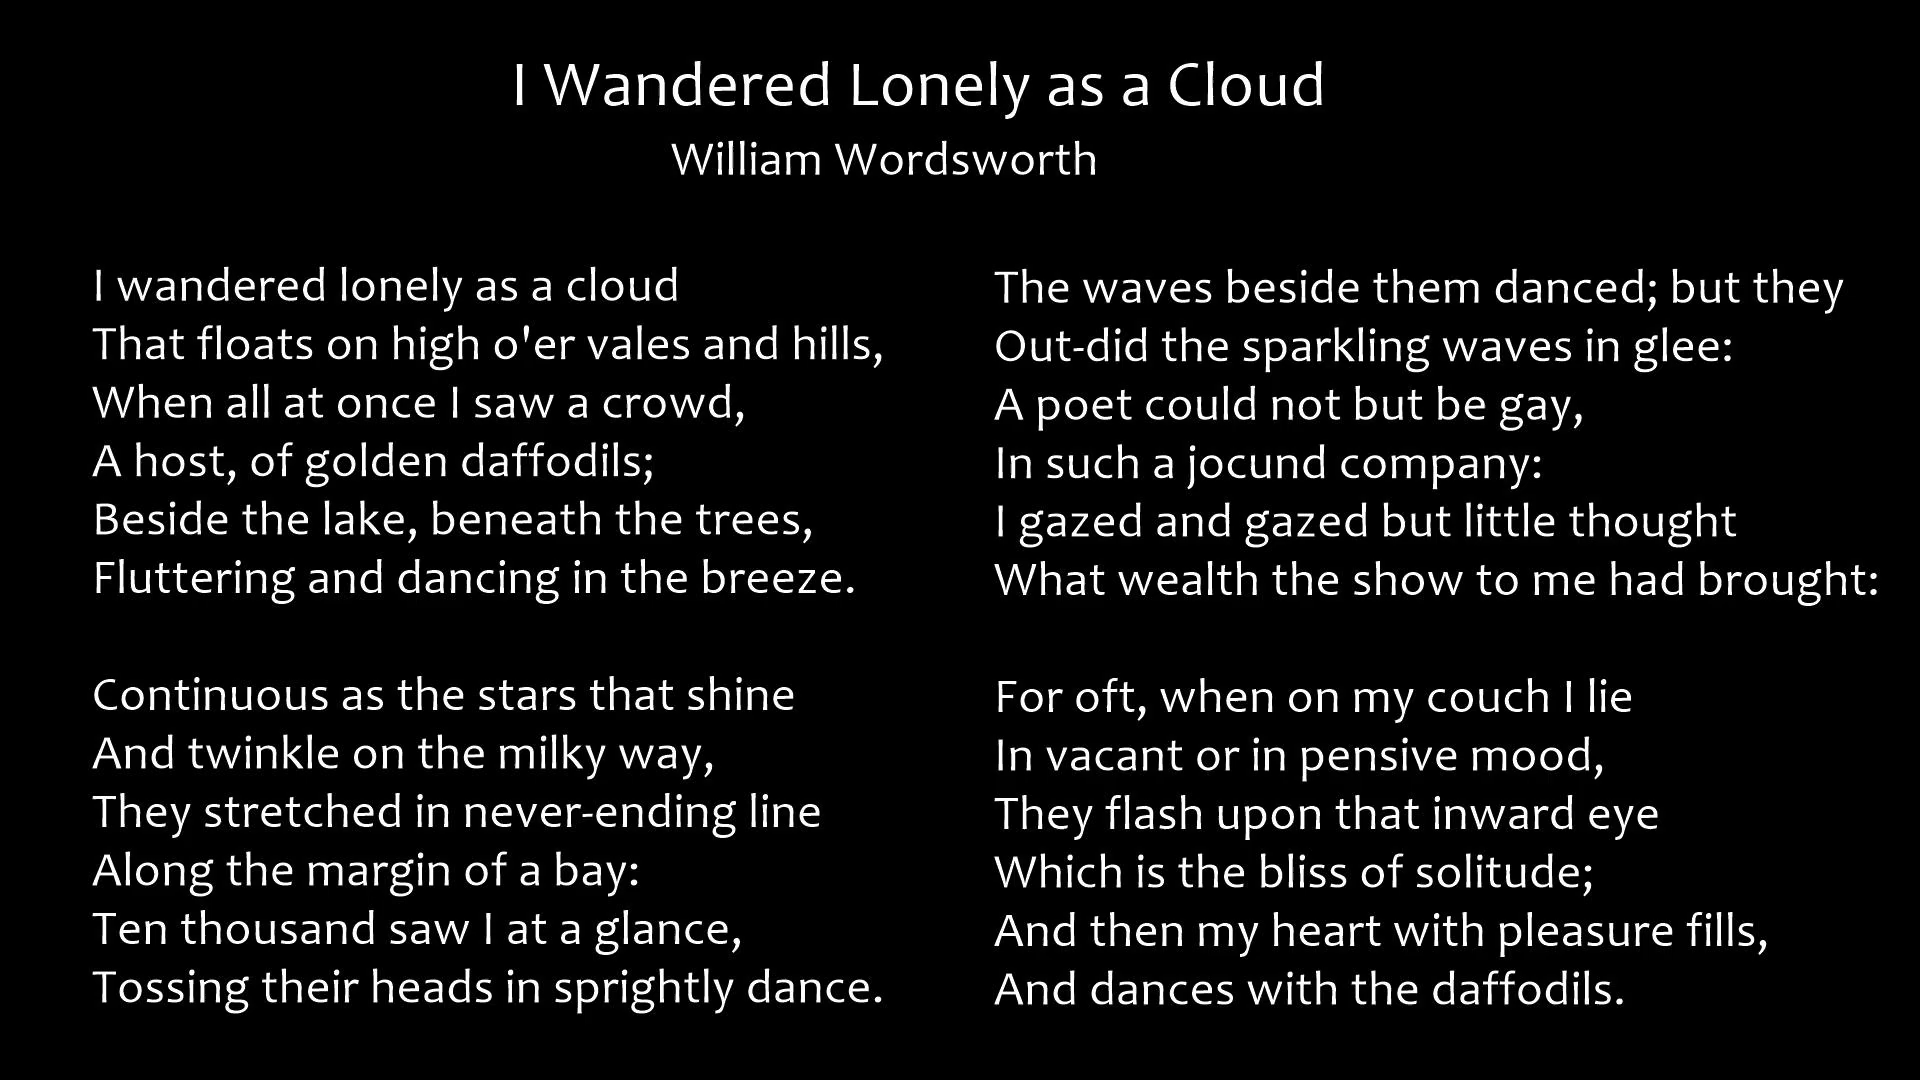 I Wandered Lonely as a Cloud
William Wordsworth
I wandered lonely as a cloud
That floats on high o'er vales and hills,
When all at once I saw a crowd,
A host, of golden daffodils;
Beside the lake, beneath the trees,
Fluttering and dancing in the breeze.
Continuous as the stars that shine
And twinkle on the milky way,
They stretched in never-ending line
Along the margin of a bay:
Ten thousand saw I at a glance,
Tossing their heads in sprightly dance.
The waves beside them danced; but they
Out-did the sparkling waves in glee:
A poet could not but be gay,
In such a jocund company:
I gazed and gazed but little thought
What wealth the show to me had brought:
For oft, when on my couch I lie
In vacant or in pensive mood,
They flash upon that inward eye
Which is the bliss of solitude;
And then my heart with pleasure fills,
And dances with the daffodils.